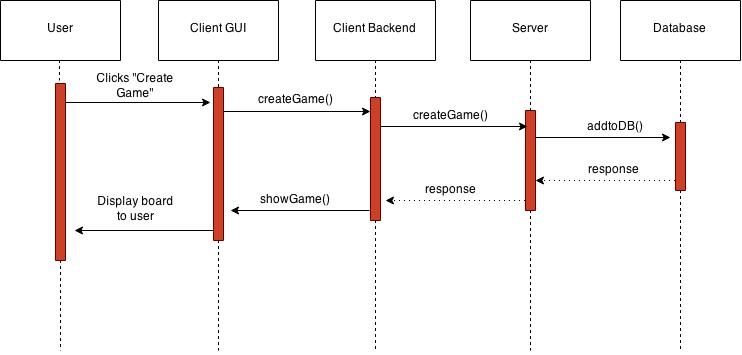 User
Client GUI
Client Backend
Server
Database
Clicks "Create
Game"
createGame()
createGame()
addtoDB()
response
response
showGame()
Display board
to user